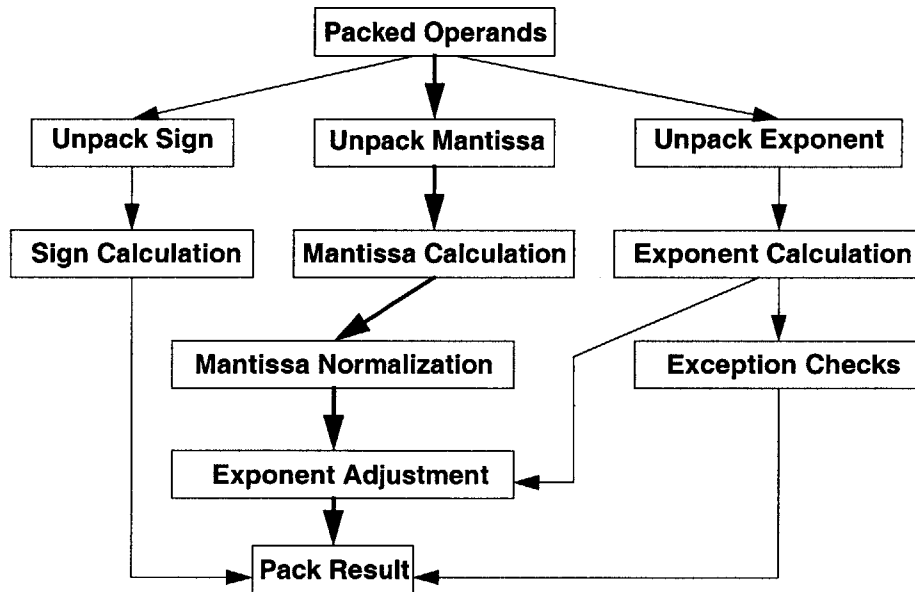 Packed Operands
Unpack Sign
Unpack Mantissa
Unpack Exponent
Sign Calculation
Mantissa Calculation
Exponent Calculation
Mantissa Normalization
Exception Checks
Exponent Adjustment
Pack Result